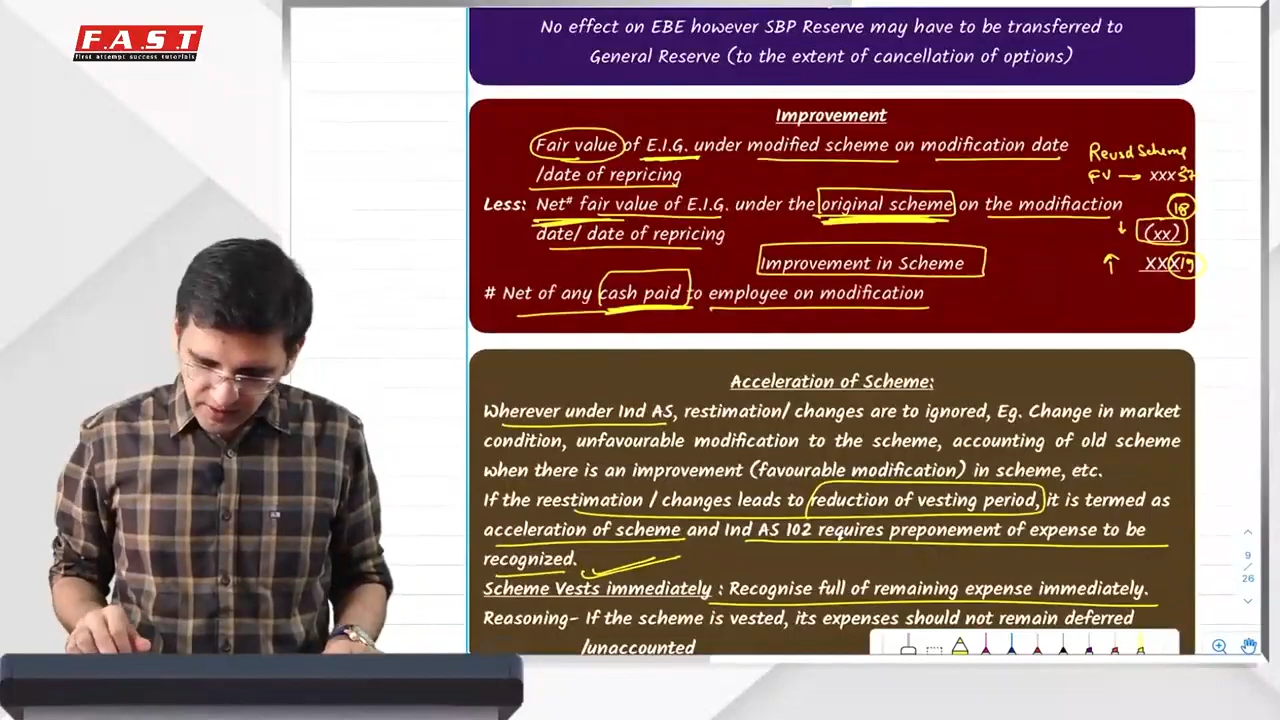 F.A.S.T
first attempt success tutorials
No effect on EBE however SBP Reserve may have to be transferred to
General Reserve (to the extent of cancellation of options)
Improvement
Fair value of E.I.G. under modified scheme on modification date
/date of repricing
Less: Net# fair value of E.I.G. under the original scheme on the modifiaction
date/ date of repricing
Improvement in Scheme
# Net of any cash paid to employee on modification
Revsd Scheme
FV → xxx 37
18
(xx)
XXX 19
Acceleration of Scheme:
Wherever under Ind AS, restimation/ changes are to ignored, Eg. Change in market
condition, unfavourable modification to the scheme, accounting of old scheme
when there is an improvement (favourable modification) in scheme, etc.
If the reestimation / changes leads to reduction of vesting period, it is termed as
acceleration of scheme and Ind AS 102 requires preponement of expense to be
recognized.
Scheme Vests immediately : Recognise full of remaining expense immediately.
Reasoning- If the scheme is vested, its expenses should not remain deferred
/unaccounted
9
/
26